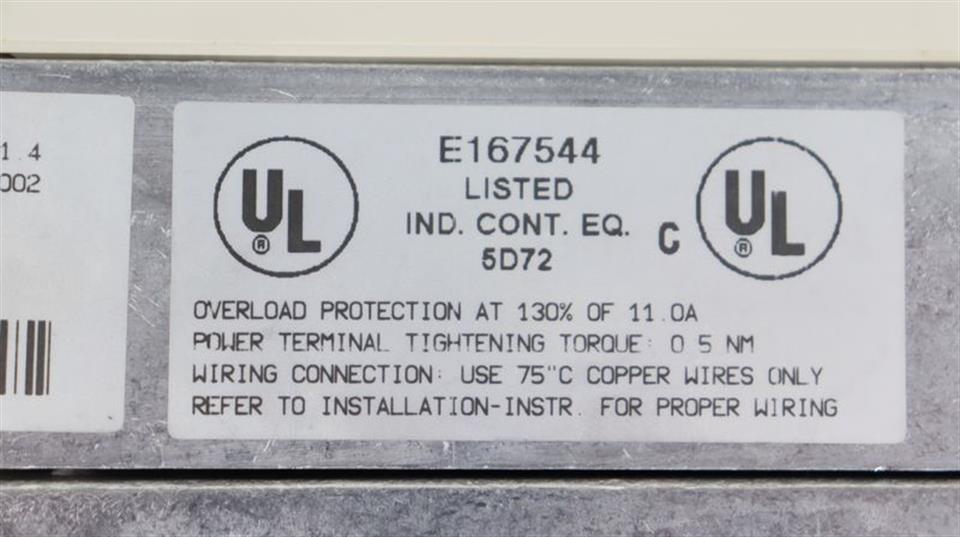 1.4
002
UL
®
E167544
LISTED
IND. CONT. EQ.
5D72
C
UL
®
OVERLOAD PROTECTION AT 130% OF 11.0A
POWER TERMINAL TIGHTENING TORQUE: 0 5 NM
WIRING CONNECTION: USE 75"C COPPER WIRES ONLY
REFER TO INSTALLATION-INSTR. FOR PROPER WIRING